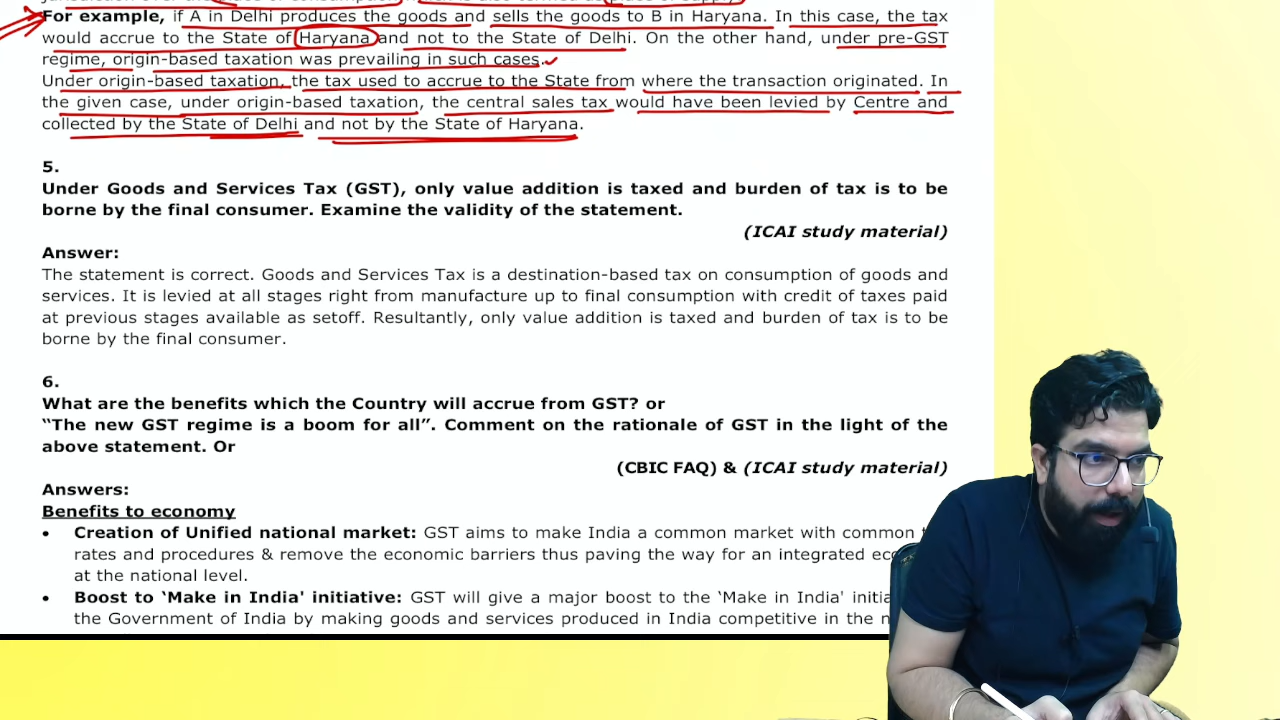 For example, if A in Delhi produces the goods and sells the goods to B in Haryana. In this case, the tax
would accrue to the State of Haryana and not to the State of Delhi. On the other hand, under pre-GST
regime, origin-based taxation was prevailing in such cases.
Under origin-based taxation, the tax used to accrue to the State from where the transaction originated. In
the given case, under origin-based taxation, the central sales tax would have been levied by Centre and
collected by the State of Delhi and not by the State of Haryana.
5.
Under Goods and Services Tax (GST), only value addition is taxed and burden of tax is to be
borne by the final consumer. Examine the validity of the statement.
(ICAI study material)
Answer:
The statement is correct. Goods and Services Tax is a destination-based tax on consumption of goods and
services. It is levied at all stages right from manufacture up to final consumption with credit of taxes paid
at previous stages available as setoff. Resultantly, only value addition is taxed and burden of tax is to be
borne by the final consumer.
6.
What are the benefits which the Country will accrue from GST? or
“The new GST regime is a boom for all”. Comment on the rationale of GST in the light of the
above statement. Or
(CBIC FAQ) & (ICAI study material)
Answers:
Benefits to economy
• Creation of Unified national market: GST aims to make India a common market with common
rates and procedures & remove the economic barriers thus paving the way for an integrated
at the national level.
• Boost to ‘Make in India' initiative: GST will give a major boost to the ‘Make in India'
the Government of India by making goods and services produced in India competitive in the